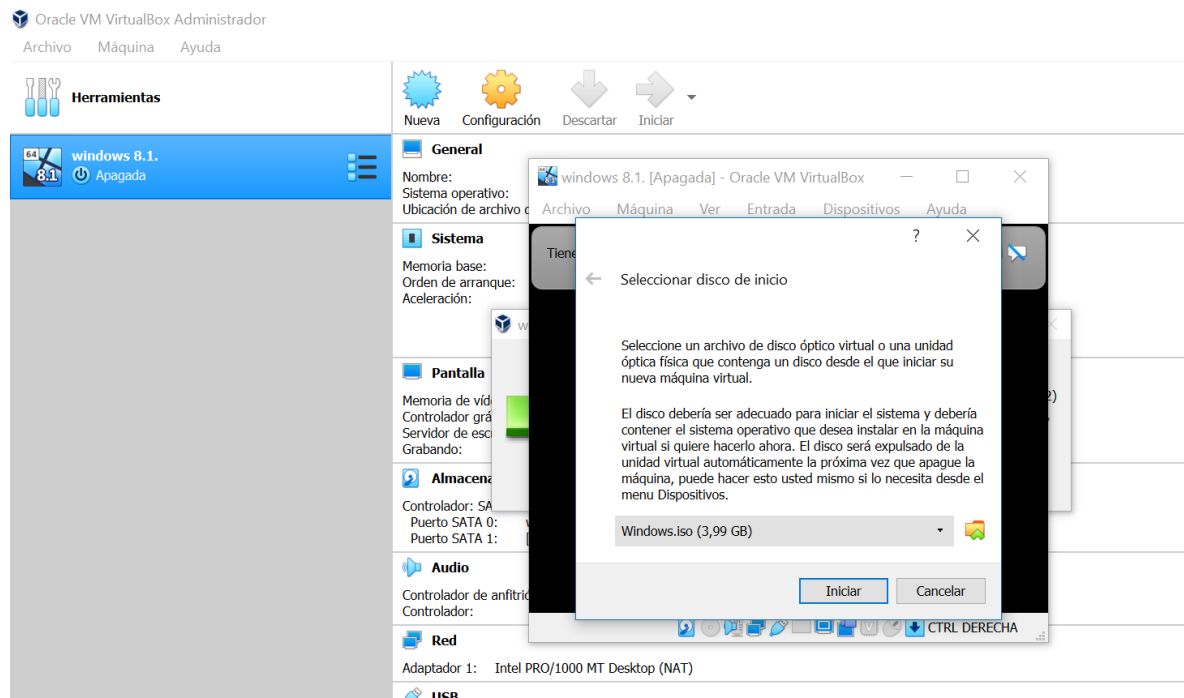 Oracle VM VirtualBox Administrador
Archivo Máquina Ayuda
Herramientas
Nueva Configuración Descartar Iniciar
64 8.1 windows 8.1.
Apagada
General
Nombre:
Sistema operativo:
Ubicación de archivo
Sistema
Memoria base:
Orden de arranque:
Aceleración:
Pantalla
Memoria de
Controlador
Servidor de
Grabando:
Controlador:
Puerto SATA 0:
Puerto SATA 1:
Audio
Controlador de
Controlador:
Red
Adaptador 1: Intel PRO/1000 MT Desktop (NAT)
USB
windows 8.1. [Apagada] - Oracle VM VirtualBox
Archivo Máquina Ver Entrada Dispositivos Ayuda
Tiene
?
Seleccionar disco de inicio
Seleccione un archivo de disco óptico virtual o una unidad
óptica física que contenga un disco desde el que iniciar su
nueva máquina virtual.
El disco debería ser adecuado para iniciar el sistema y debería
contener el sistema operativo que desea instalar en la máquina
virtual si quiere hacerlo ahora. El disco será expulsado de la
unidad virtual automáticamente la próxima vez que apague la
máquina, puede hacer esto usted mismo si lo necesita desde el
menu Dispositivos.
Windows.iso (3,99 GB)
Iniciar Cancelar
CTRL DERECHA